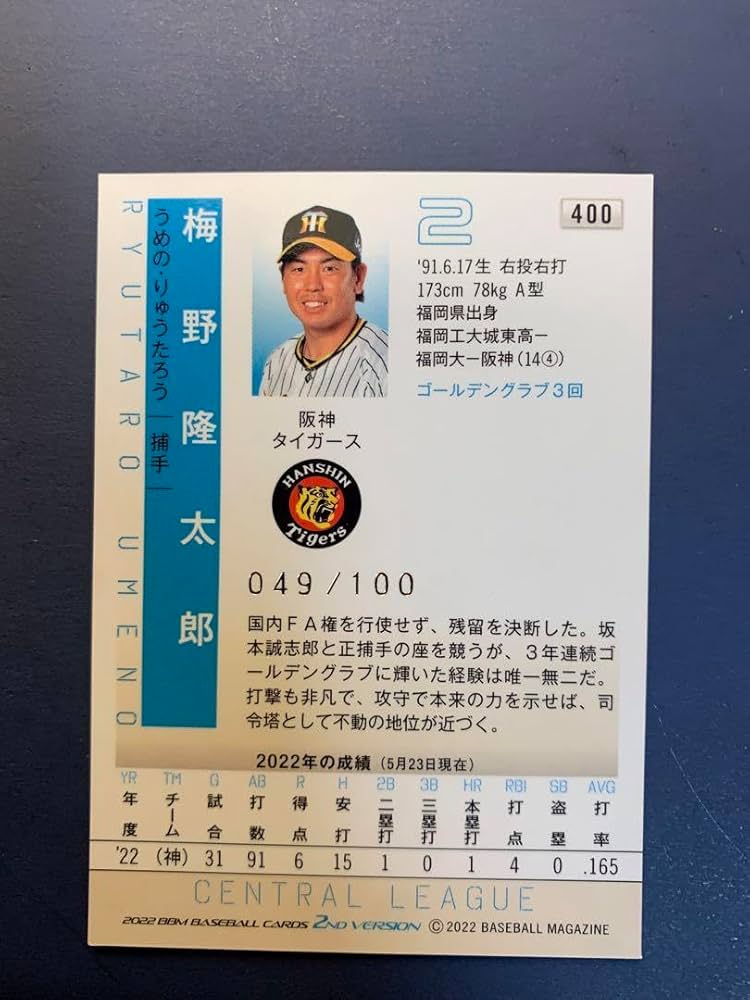 梅野隆太郎
うめの・りゅうたろう 捕手
RYUTARO UMENO
2
400
'91.6.17生 右投右打
173cm 78kg A型
福岡県出身
福岡工大城東高ー
福岡大ー阪神(14④)
ゴールデングラブ3回
阪神
タイガース
HANSHIN
Tigers
049/100
国内FA権を行使せず、残留を決断した。坂
本誠志郎と正捕手の座を競うが、3年連続ゴ
ールデングラブに輝いた経験は唯一無二だ。
打撃も非凡で、攻守で本来の力を示せば、司
令塔として不動の地位が近づく。
2022年の成績(5月23日現在)
YR TM G AB R H 2B 3B HR RBI SB AVG
年度 チーム 試合 打数 得点 安打 二塁打 三塁打 本塁打 打点 盗塁 打率
'22 (神) 31 91 6 15 1 0 1 4 0 .165
CENTRAL LEAGUE
2022 BBM BASEBALL CARDS 2ND VERSION ©2022 BASEBALL MAGAZINE